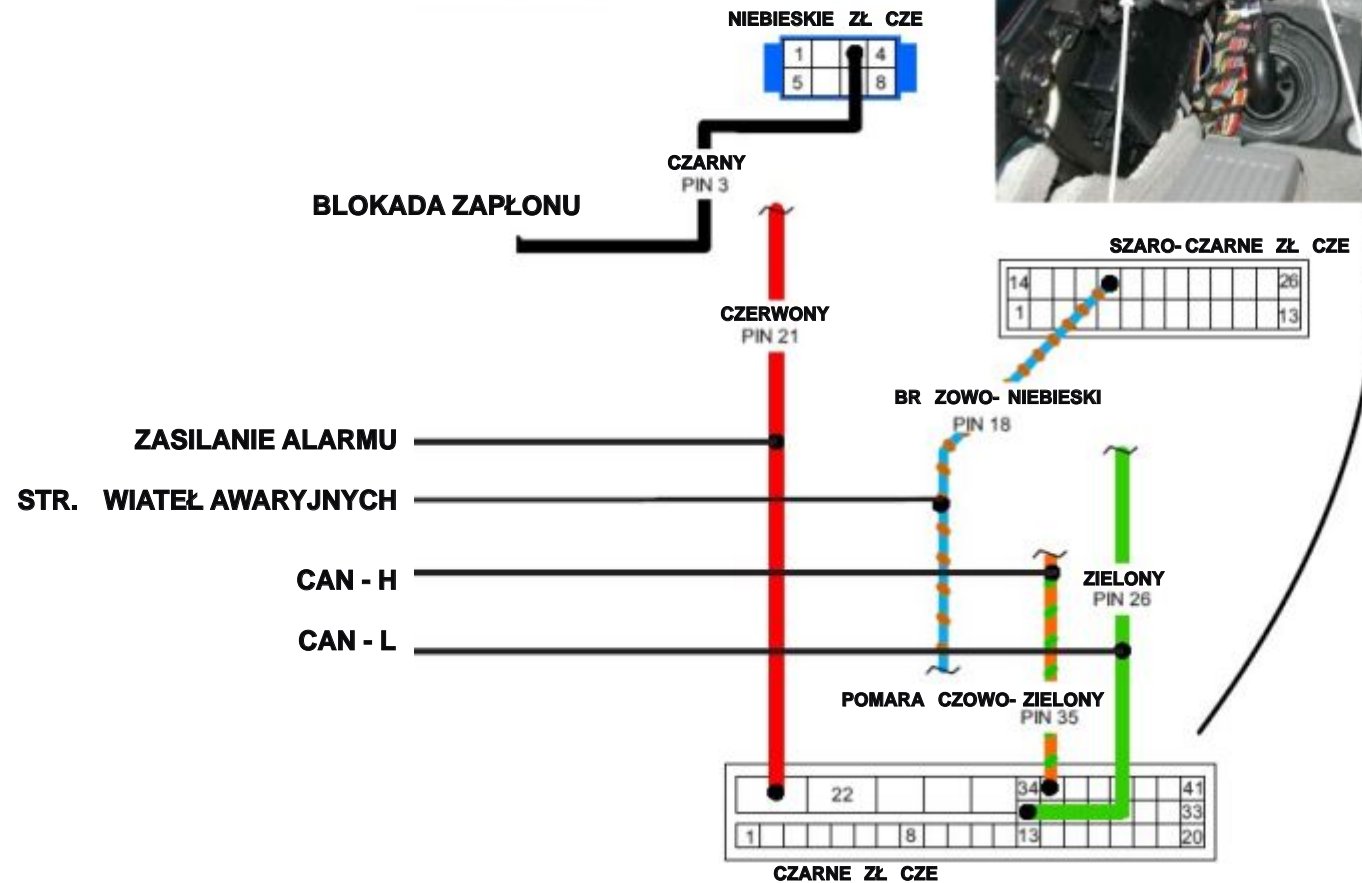 NIEBIESKIE ZŁ CZE
1 4
5 8
CZARNY
PIN 3
BLOKADA ZAPŁONU
SZARO- CZARNE ZŁ CZE
14 26
1 13
CZERWONY
PIN 21
BR ZOWO- NIEBIESKI
PIN 18
ZASILANIE ALARMU
STR. WIATEŁ AWARYJNYCH
CAN - H
ZIELONY
PIN 26
CAN - L
POMARA CZOWO- ZIELONY
PIN 35
22 34 41
33
1 8 13 20
CZARNE ZŁ CZE